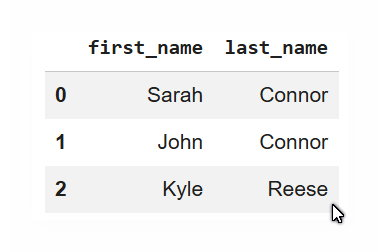 first_name last_name
0 Sarah Connor
1 John Connor
2 Kyle Reese